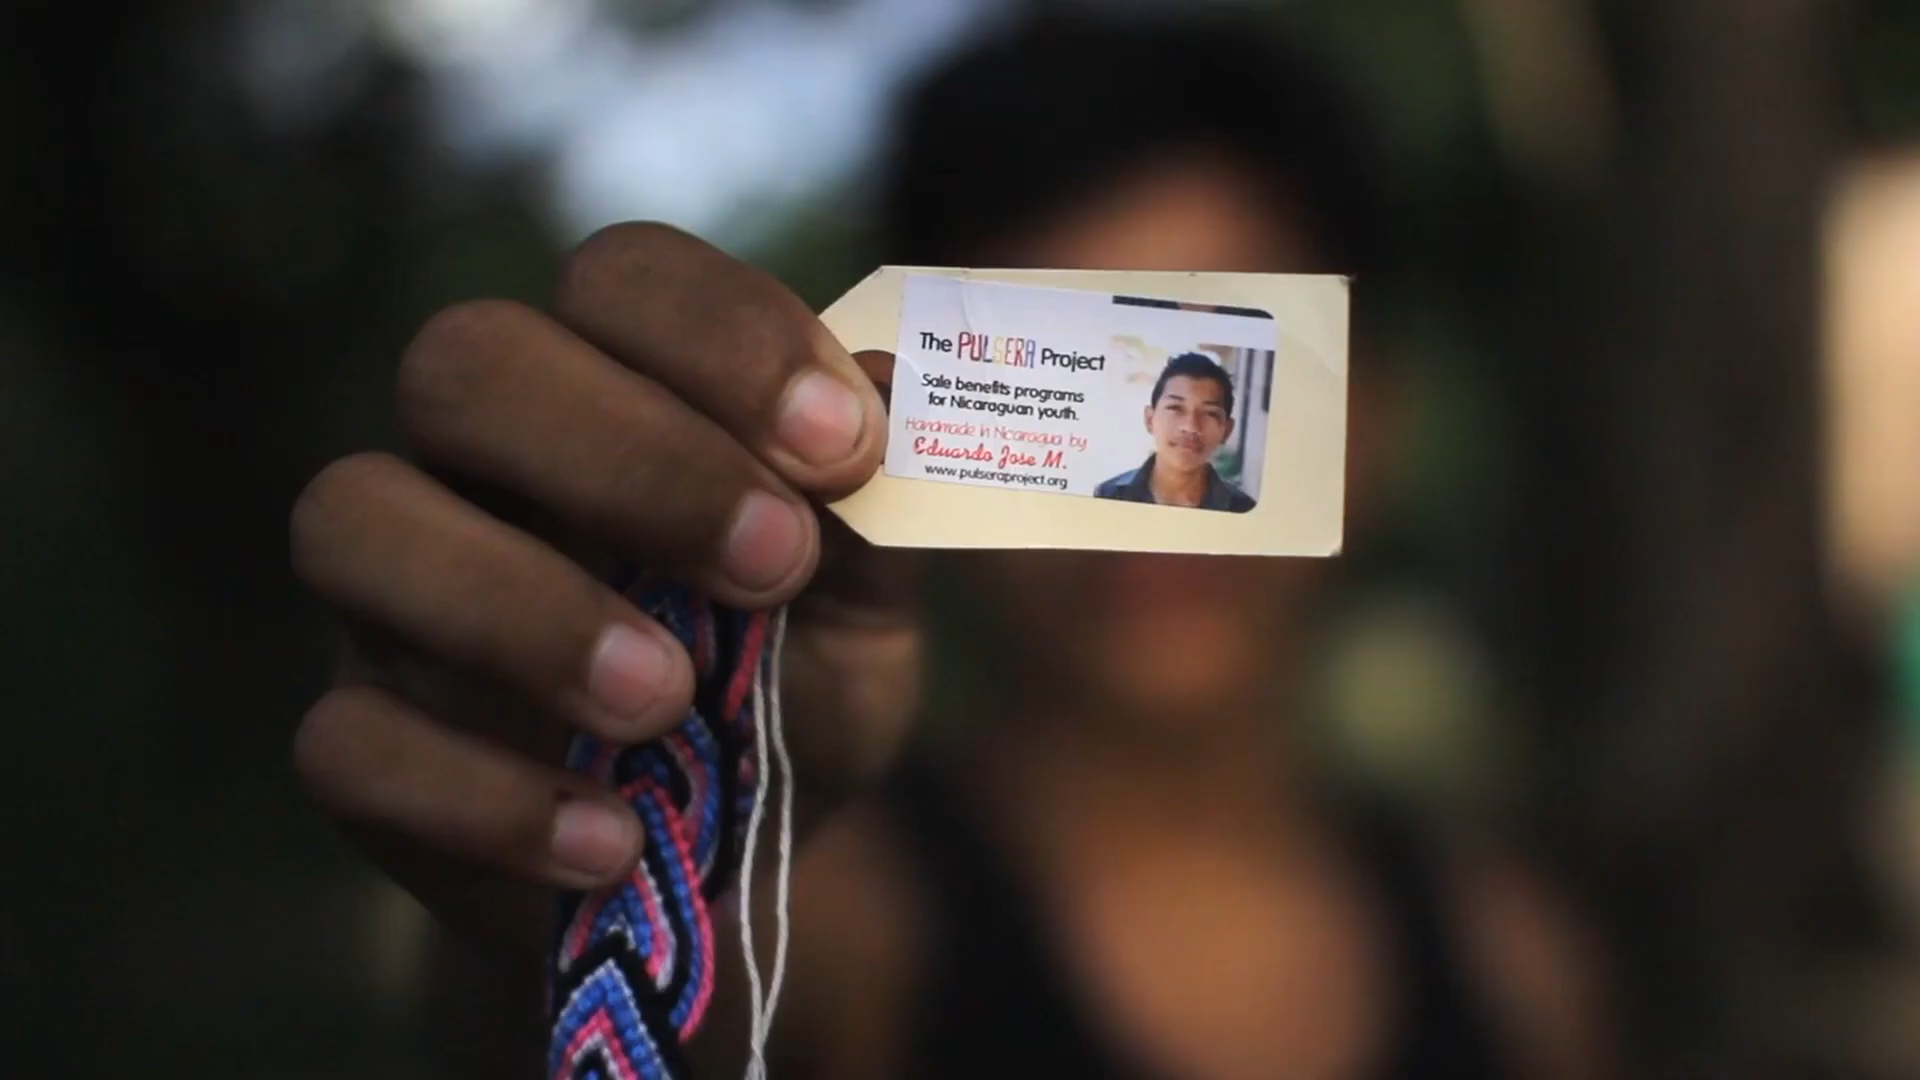 The PULSERA Project
Sale benefits programs
for Nicaraguan youth.
Handmade in Nicaragua by
Eduardo Jose M.
www.pulseraproject.org